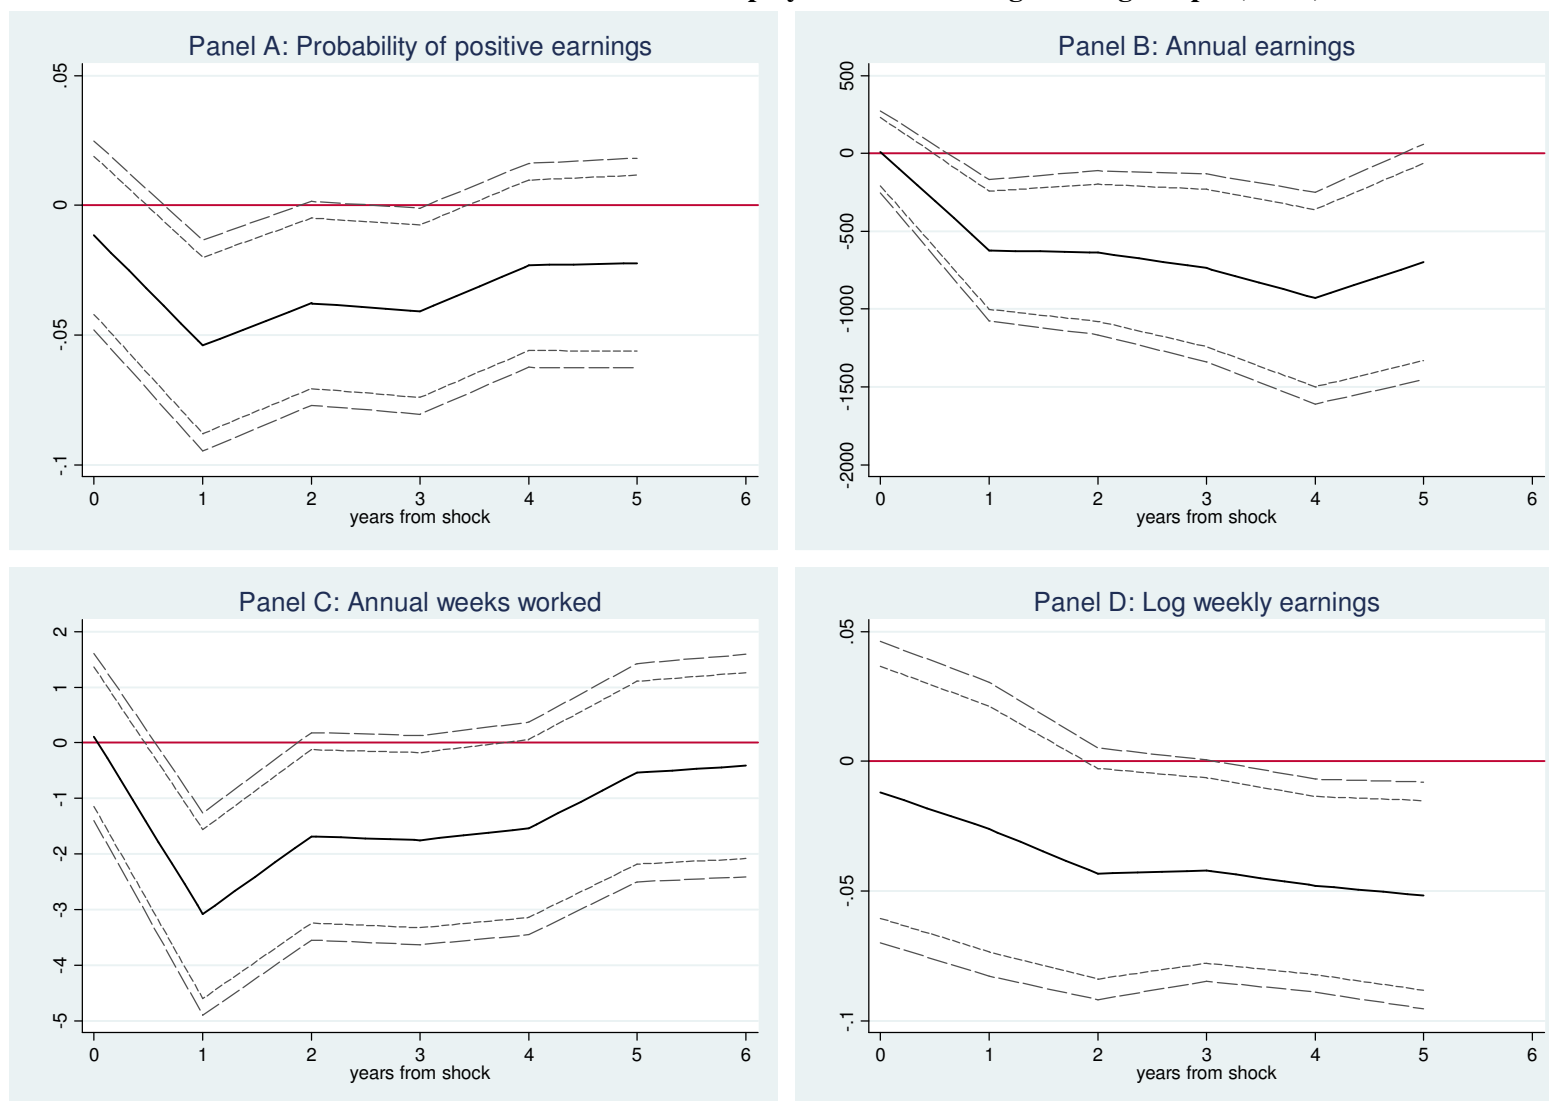 Panel A: Probability of positive earnings
.05
0
-.05
-.1
0 1 2 3 4 5 6
years from shock
Panel B: Annual earnings
500
0
-500
-1000
-1500
-2000
0 1 2 3 4 5 6
years from shock
Panel C: Annual weeks worked
2
1
0
-1
-2
-3
-4
-5
0 1 2 3 4 5 6
years from shock
Panel D: Log weekly earnings
.05
0
-.05
-.1
0 1 2 3 4 5 6
years from shock